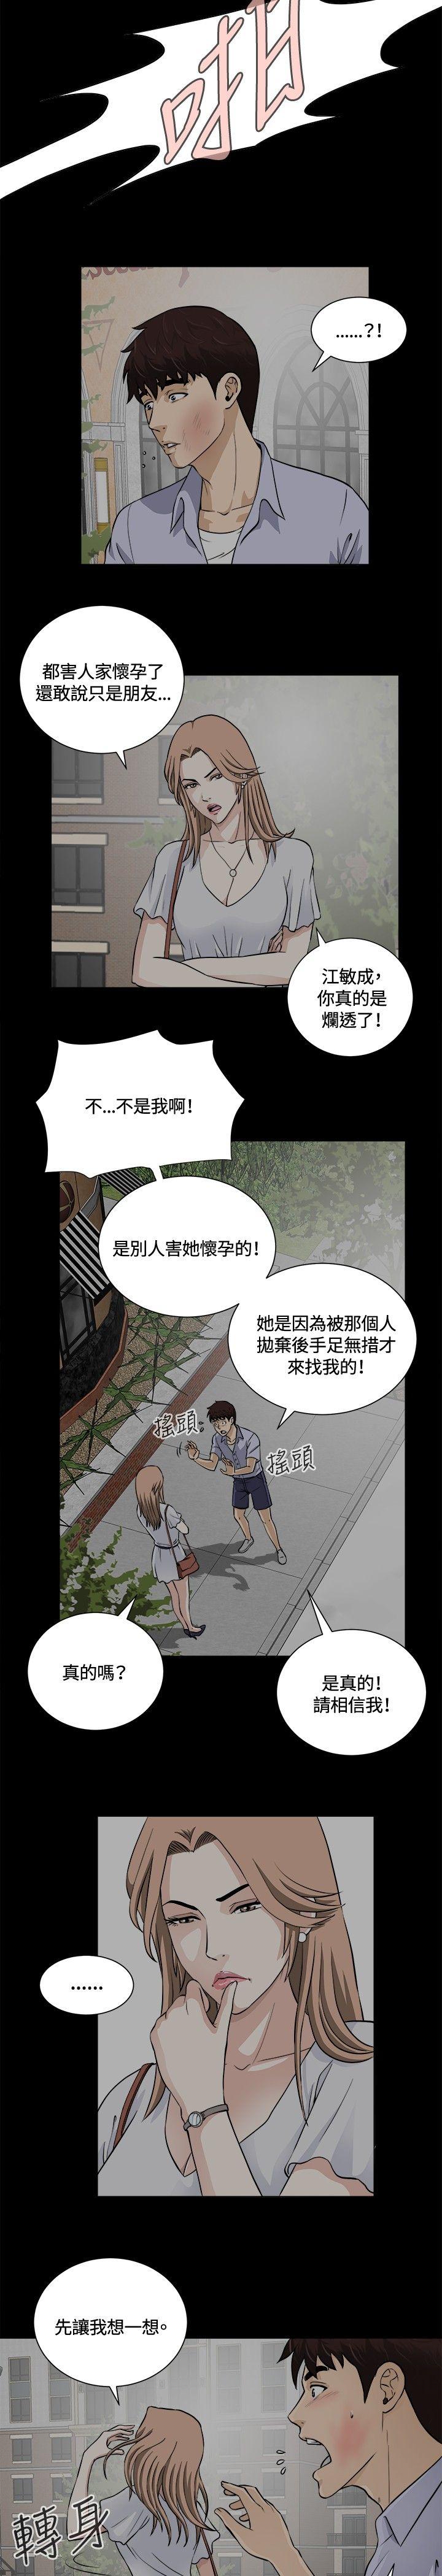 啪
......?!
都害人家懷孕了
還敢說只是朋友...
江敏成，
你真的是
爛透了!
不...不是我啊!
是別人害她懷孕的!
她是因為被那個人
拋棄後手足無措才
來找我的!
搖頭
搖頭
真的嗎?
是真的!
請相信我!
......
先讓我想一想。
轉身